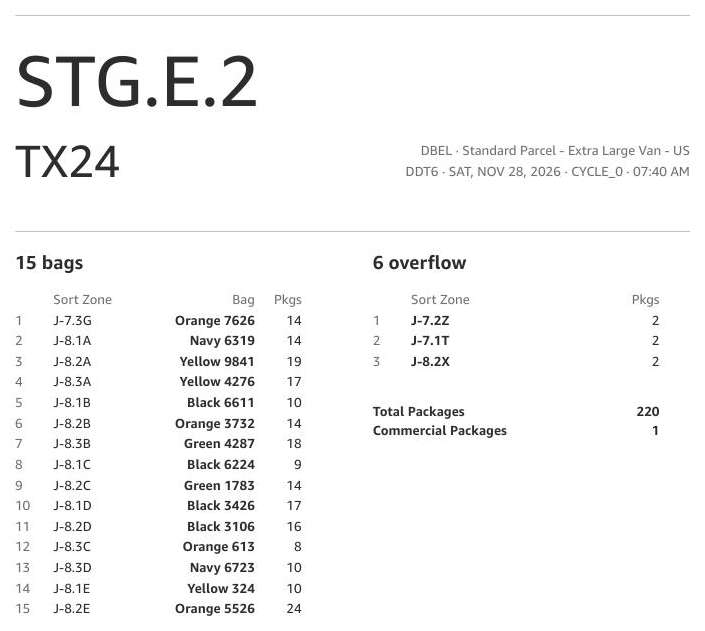 STG.E.2
TX24
DBEL · Standard Parcel - Extra Large Van - US
DDT6 · SAT, NOV 28, 2026 · CYCLE_0 · 07:40 AM
15 bags
Sort Zone Bag Pkgs
1 J-7.3G Orange 7626 14
2 J-8.1A Navy 6319 14
3 J-8.2A Yellow 9841 19
4 J-8.3A Yellow 4276 17
5 J-8.1B Black 6611 10
6 J-8.2B Orange 3732 14
7 J-8.3B Green 4287 18
8 J-8.1C Black 6224 9
9 J-8.2C Green 1783 14
10 J-8.1D Black 3426 17
11 J-8.2D Black 3106 16
12 J-8.3C Orange 613 8
13 J-8.3D Navy 6723 10
14 J-8.1E Yellow 324 10
15 J-8.2E Orange 5526 24
6 overflow
Sort Zone Pkgs
1 J-7.2Z 2
2 J-7.1T 2
3 J-8.2X 2
Total Packages 220
Commercial Packages 1